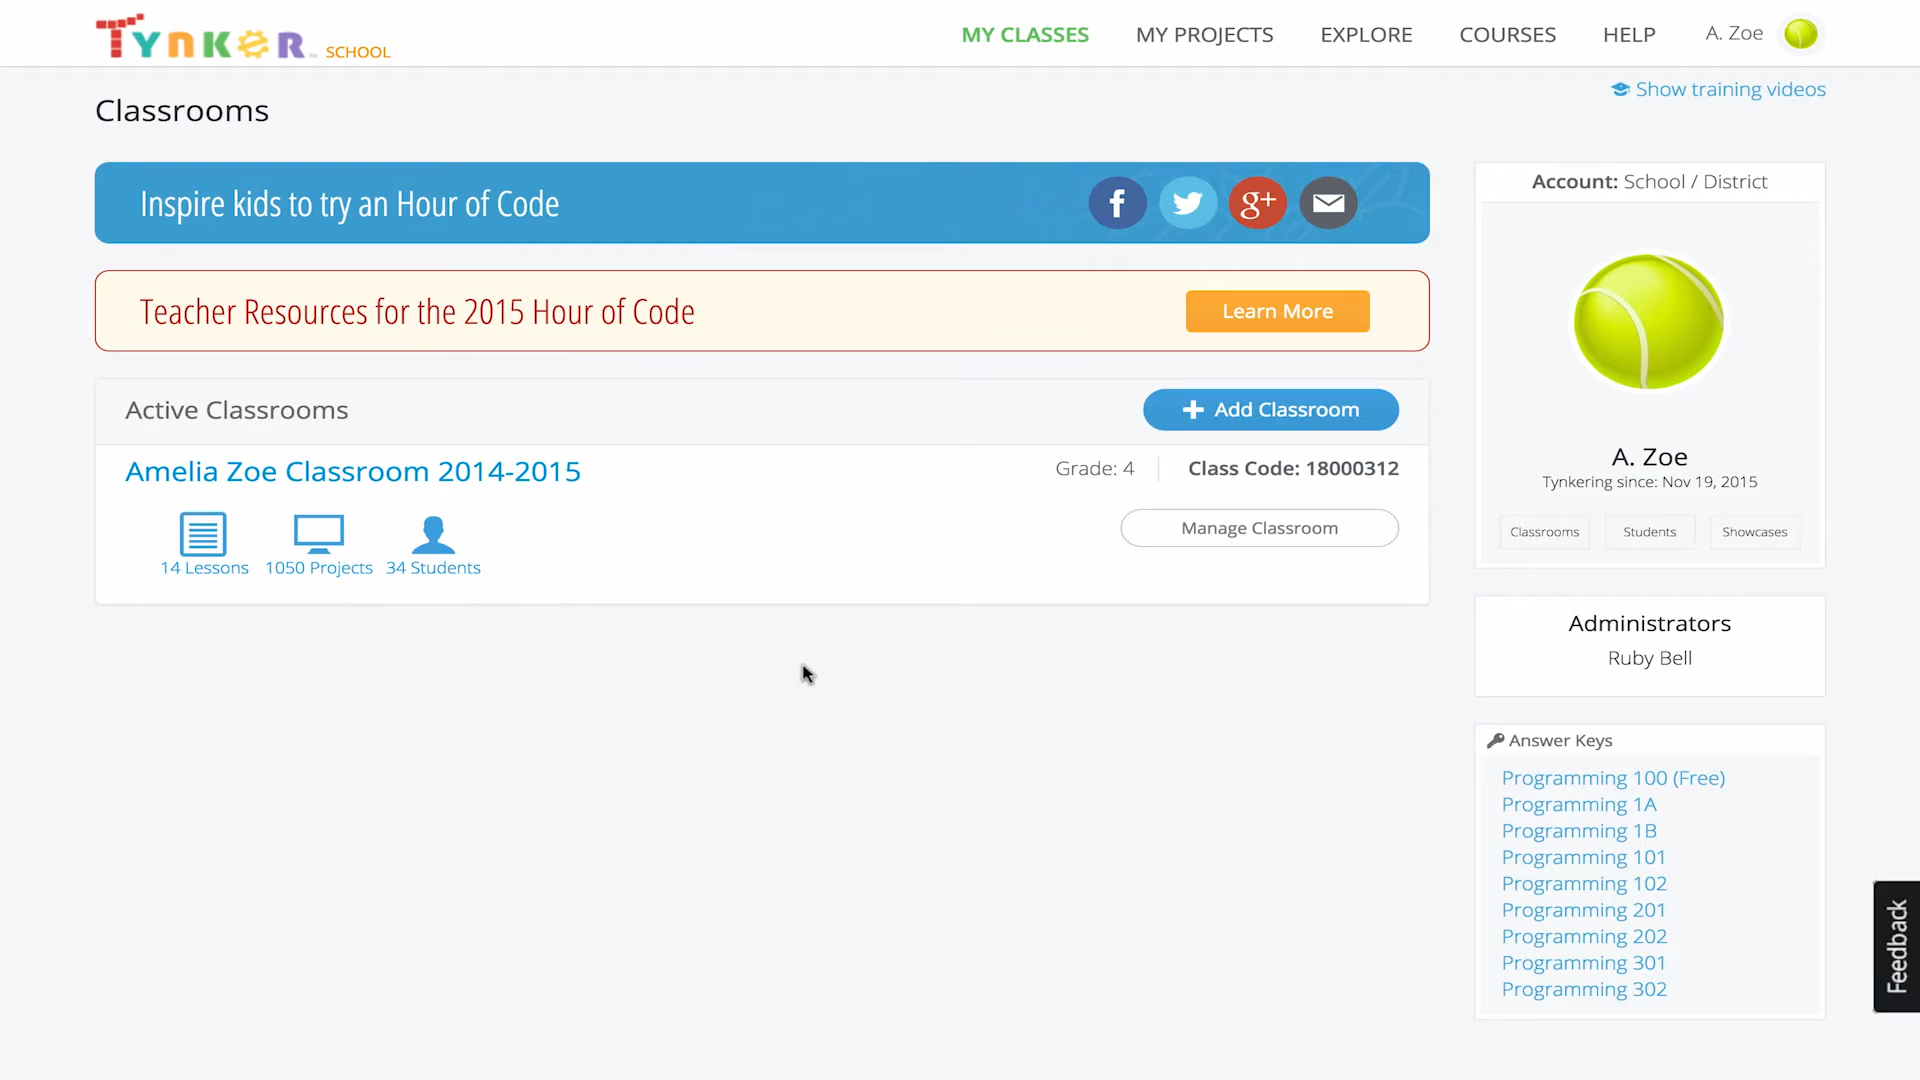 TYNKER SCHOOL
MY CLASSES MY PROJECTS EXPLORE COURSES HELP A. Zoe
Show training videos
Classrooms
Inspire kids to try an Hour of Code
f g+
Teacher Resources for the 2015 Hour of Code
Learn More
Active Classrooms
+ Add Classroom
Amelia Zoe Classroom 2014-2015
Grade: 4
Class Code: 18000312
14 Lessons
1050 Projects
34 Students
Manage Classroom
Account: School / District
A. Zoe
Tynkering since: Nov 19, 2015
Classrooms
Students
Showcases
Administrators
Ruby Bell
Answer Keys
Programming 100 (Free)
Programming 1A
Programming 1B
Programming 101
Programming 102
Programming 201
Programming 202
Programming 301
Programming 302
Feedback